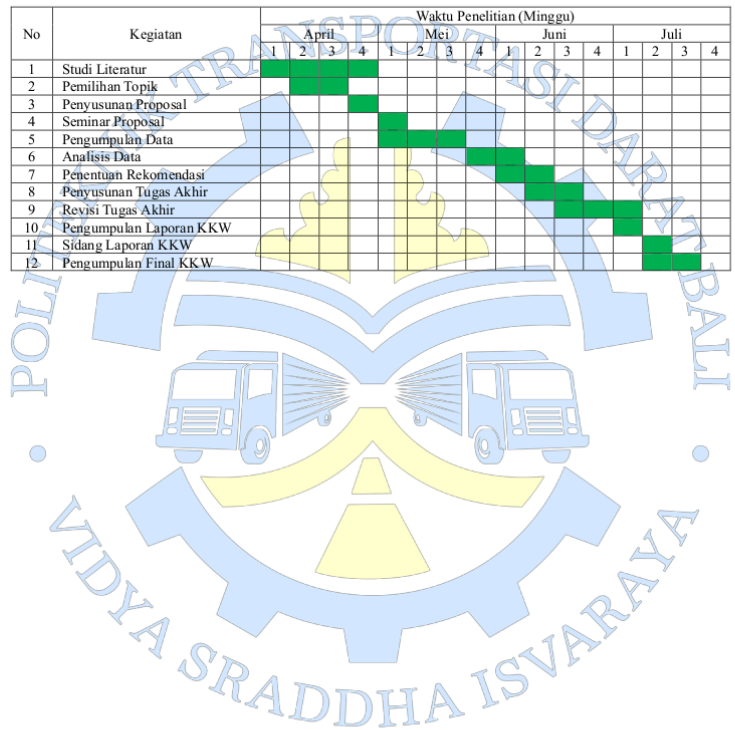 No Kegiatan Waktu Penelitian (Minggu)
April Mei Juni Juli
1 2 3 4 1 2 3 4 1 2 3 4 1 2 3 4
1 Studi Literatur
2 Pemilihan Topik
3 Penyusunan Proposal
4 Seminar Proposal
5 Pengumpulan Data
6 Analisis Data
7 Penentuan Rekomendasi
8 Penyusunan Tugas Akhir
9 Revisi Tugas Akhir
10 Pengumpulan Laporan KKW
11 Sidang Laporan KKW
12 Pengumpulan Final KKW
POLITEKNIK TRANSPORTASI DARAT BALI
VIDYA SRADDHA ISVARAYA